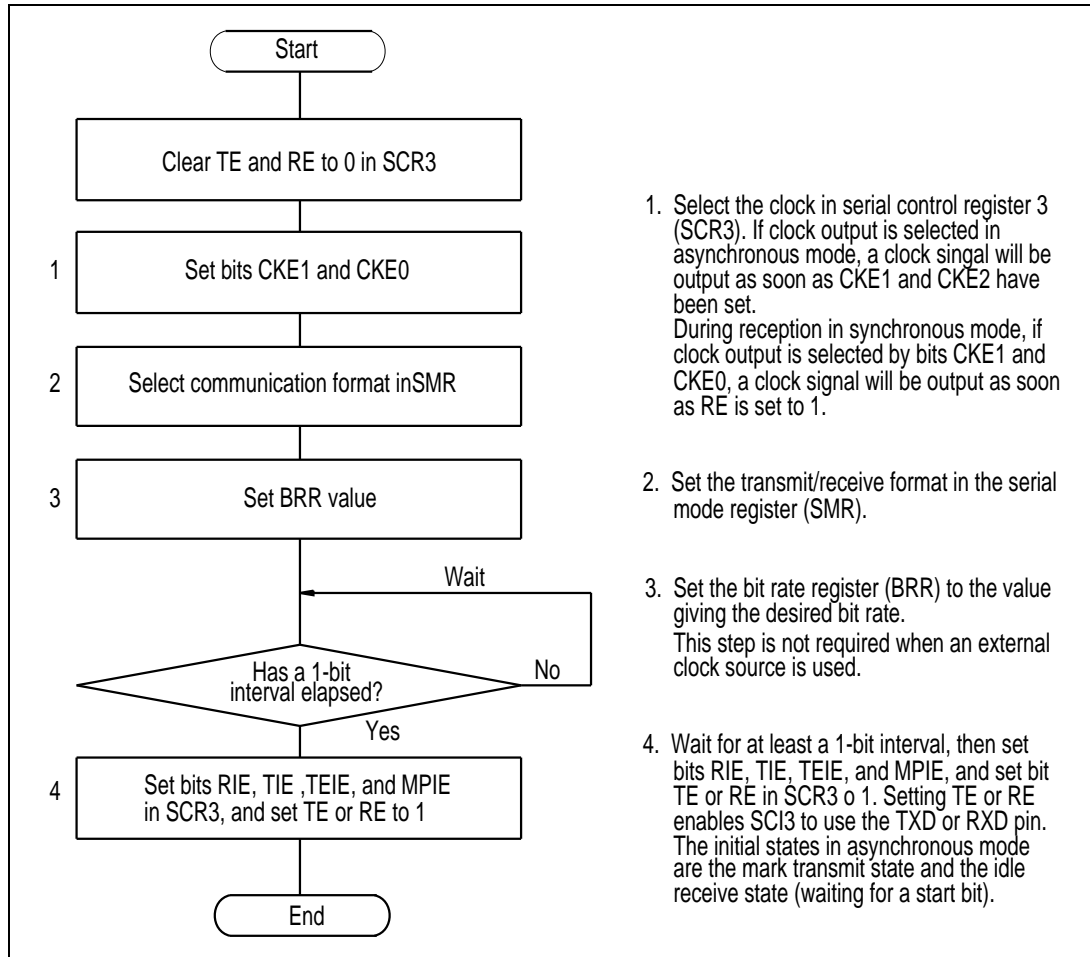 Start
Clear TE and RE to 0 in SCR3
1
Set bits CKE1 and CKE0
2
Select communication format inSMR
3
Set BRR value
Wait
Has a 1-bit
interval elapsed?
No
Yes
4
Set bits RIE, TIE ,TEIE, and MPIE
in SCR3, and set TE or RE to 1
End
1. Select the clock in serial control register 3
(SCR3). If clock output is selected in
asynchronous mode, a clock singal will be
output as soon as CKE1 and CKE2 have
been set.
During reception in synchronous mode, if
clock output is selected by bits CKE1 and
CKE0, a clock signal will be output as soon
as RE is set to 1.
2. Set the transmit/receive format in the serial
mode register (SMR).
3. Set the bit rate register (BRR) to the value
giving the desired bit rate.
This step is not required when an external
clock source is used.
4. Wait for at least a 1-bit interval, then set
bits RIE, TIE, TEIE, and MPIE, and set bit
TE or RE in SCR3 o 1. Setting TE or RE
enables SCI3 to use the TXD or RXD pin.
The initial states in asynchronous mode
are the mark transmit state and the idle
receive state (waiting for a start bit).